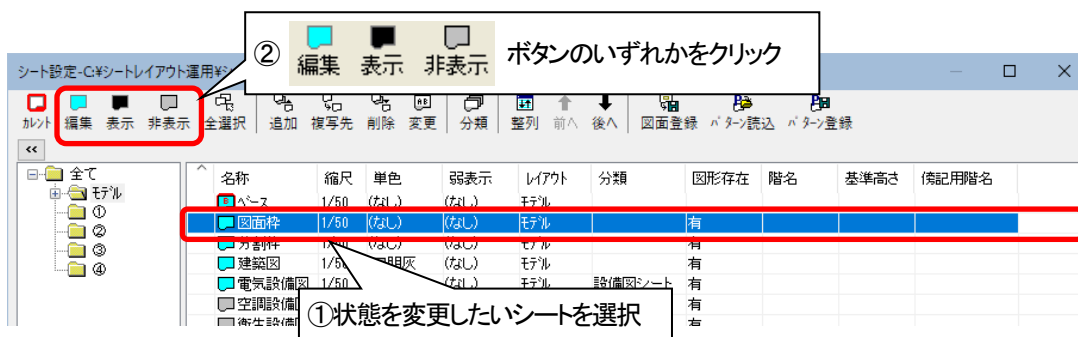 ② 編集 表示 非表示 ボタンのいずれかをクリック
シート設定-C:¥シートレイアウト運用¥
カレント 編集 表示 非表示 全選択 追加 複写先 削除 変更 分類 整列 前へ 後へ 図面登録 パターン読込 パターン登録
<<
全て
モデル
①
②
③
④
名称 縮尺 単色 弱表示 レイアウト 分類 図形存在 階名 基準高さ 傍記用階名
ベース 1/50 (なし) (なし) モデル
図面枠 1/50 (なし) (なし) モデル 有
分割枠 1/50 (なし) (なし) モデル 有
建築図 1/50 (なし) モデル 有
電気設備図 1/50 (なし) モデル 設備図シート 有
空調設備 有
衛生設備 有
①状態を変更したいシートを選択